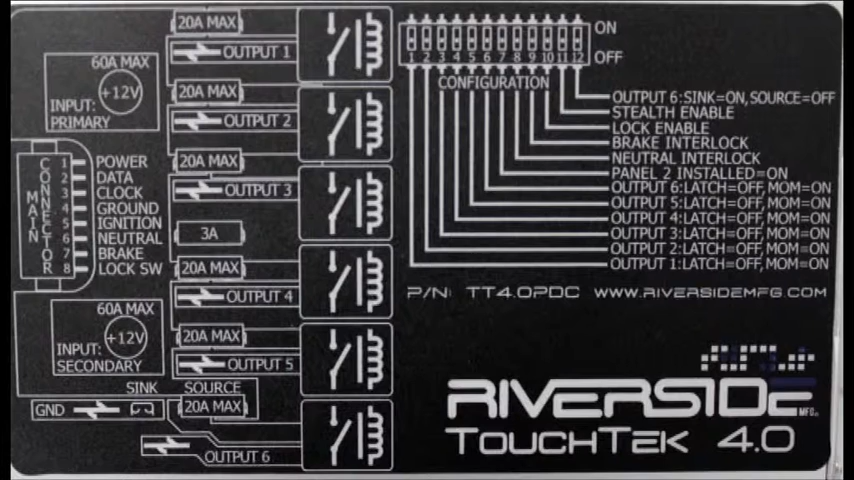 20A MAX
OUTPUT 1
60A MAX
+12V
INPUT:
PRIMARY
20A MAX
OUTPUT 2
20A MAX
OUTPUT 3
MAIN
CONNECTOR
1 POWER
2 DATA
3 CLOCK
4 GROUND
5 IGNITION
6 NEUTRAL
7 BRAKE
8 LOCK SW
3A
20A MAX
OUTPUT 4
60A MAX
+12V
INPUT:
SECONDARY
20A MAX
OUTPUT 5
SINK SOURCE
GND
20A MAX
OUTPUT 6
ON
OFF
1 2 3 4 5 6 7 8 9 10 11 12
CONFIGURATION
OUTPUT 6:SINK=ON, SOURCE=OFF
STEALTH ENABLE
LOCK ENABLE
BRAKE INTERLOCK
NEUTRAL INTERLOCK
PANEL 2 INSTALLED=ON
OUTPUT 6:LATCH=OFF, MOM=ON
OUTPUT 5:LATCH=OFF, MOM=ON
OUTPUT 4:LATCH=OFF, MOM=ON
OUTPUT 3:LATCH=OFF, MOM=ON
OUTPUT 2:LATCH=OFF, MOM=ON
OUTPUT 1:LATCH=OFF, MOM=ON
P/N: TT4.0PDC WWW.RIVERSIDEMFG.COM
RIVERSIDE MFG.
TOUCHTEK 4.0